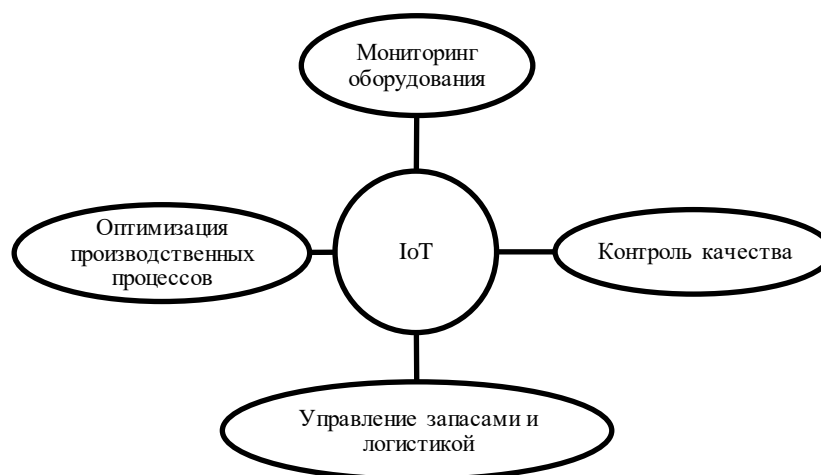 Мониторинг
оборудования
Оптимизация
производственных
процессов
IoT
Контроль качества
Управление запасами и
логистикой